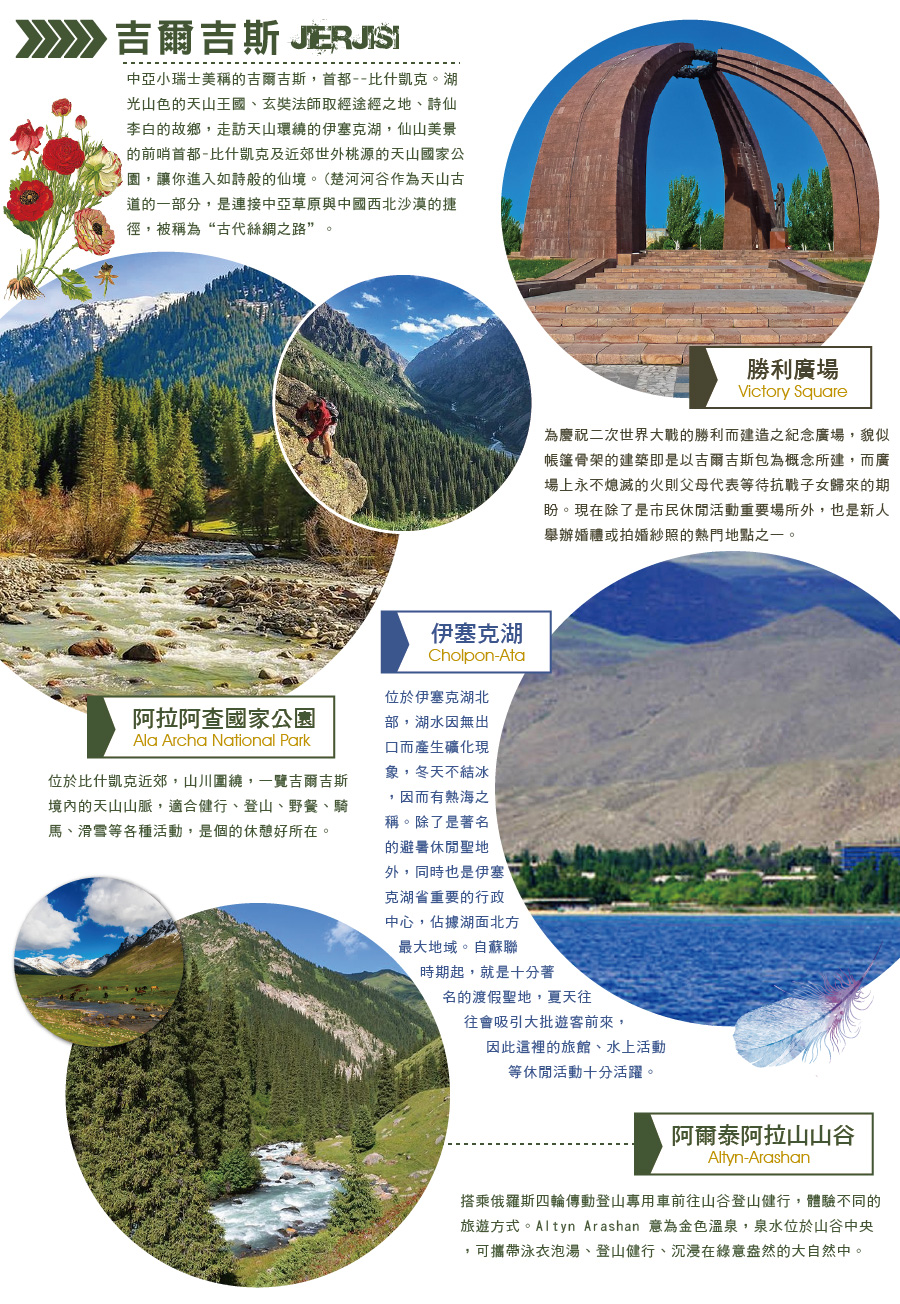 吉爾吉斯 JIERJISI
中亞小瑞士美稱的吉爾吉斯，首都--比什凱克。湖
光山色的天山王國、玄奘法師取經途經之地、詩仙
李白的故鄉，走訪天山環繞的伊塞克湖，仙山美景
的前哨首都-比什凱克及近郊世外桃源的天山國家公
園，讓你進入如詩般的仙境。（楚河河谷作為天山古
道的一部分，是連接中亞草原與中國西北沙漠的捷
徑，被稱為“古代絲綢之路”。
勝利廣場
Victory Square
為慶祝二次世界大戰的勝利而建造之紀念廣場，貌似
帳篷骨架的建築即是以吉爾吉斯包為概念所建，而廣
場上永不熄滅的火則父母代表等待抗戰子女歸來的期
盼。現在除了是市民休閒活動重要場所外，也是新人
舉辦婚禮或拍婚紗照的熱門地點之一。
伊塞克湖
Cholpon-Ata
位於伊塞克湖北
部，湖水因無出
口而產生礦化現
象，冬天不結冰
，因而有熱海之
稱。除了是著名
的避暑休閒聖地
外，同時也是伊塞
克湖省重要的行政
中心，佔據湖面北方
最大地域。自蘇聯
時期起，就是十分著
名的渡假聖地，夏天往
往會吸引大批遊客前來，
因此這裡的旅館、水上活動
等休閒活動十分活躍。
阿拉阿查國家公園
Ala Archa National Park
位於比什凱克近郊，山川圍繞，一覽吉爾吉斯
境內的天山山脈，適合健行、登山、野餐、騎
馬、滑雪等各種活動，是個的休憩好所在。
阿爾泰阿拉山山谷
Altyn-Arashan
搭乘俄羅斯四輪傳動登山專用車前往山谷登山健行，體驗不同的
旅遊方式。Altyn Arashan 意為金色溫泉，泉水位於山谷中央
，可攜帶泳衣泡湯、登山健行、沉浸在綠意盎然的大自然中。